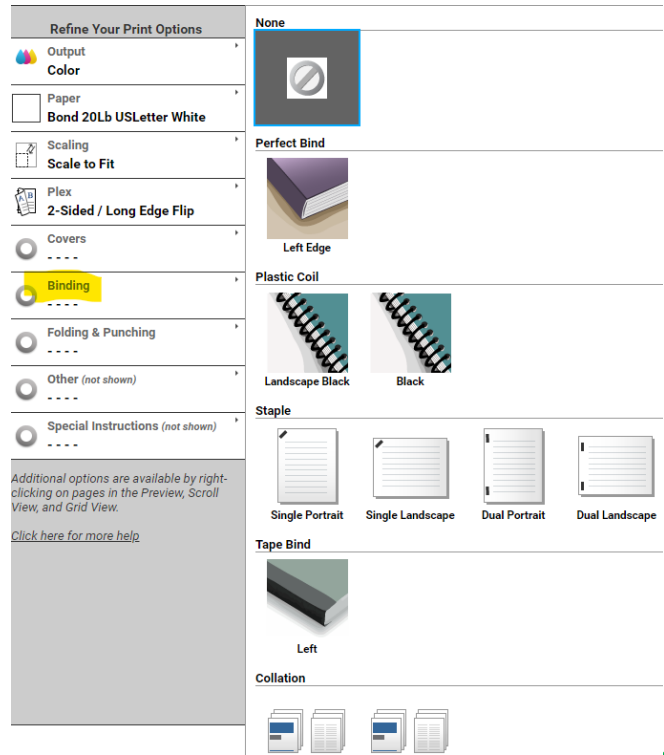 Refine Your Print Options
Output
Color
Paper
Bond 20Lb USLetter White
Scaling
Scale to Fit
Plex
2-Sided / Long Edge Flip
Covers
- - - -
Binding
- - - -
Folding & Punching
- - - -
Other (not shown)
- - - -
Special Instructions (not shown)
- - - -
Additional options are available by right-
clicking on pages in the Preview, Scroll
View, and Grid View.
Click here for more help
None
Perfect Bind
Left Edge
Plastic Coil
Landscape Black
Black
Staple
Single Portrait
Single Landscape
Dual Portrait
Dual Landscape
Tape Bind
Left
Collation